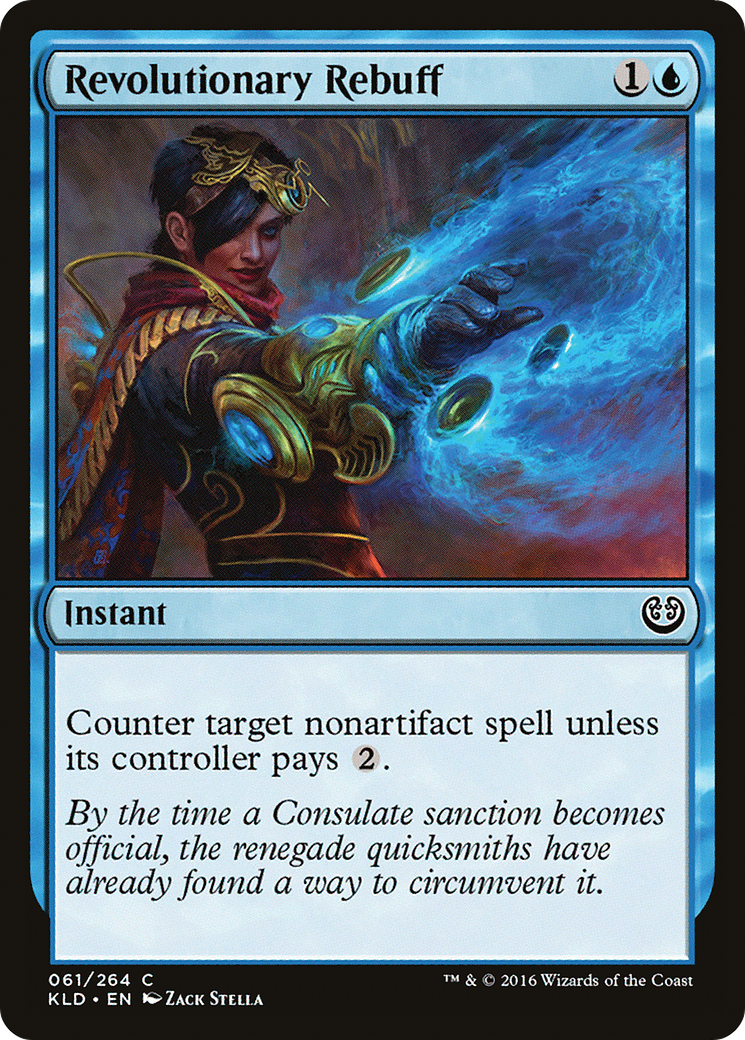 Revolutionary Rebuff 1
Instant
Counter target nonartifact spell unless
its controller pays 2.
By the time a Consulate sanction becomes
official, the renegade quicksmiths have
already found a way to circumvent it.
061/264 C ™ & © 2016 Wizards of the Coast
KLD • EN Zack Stella